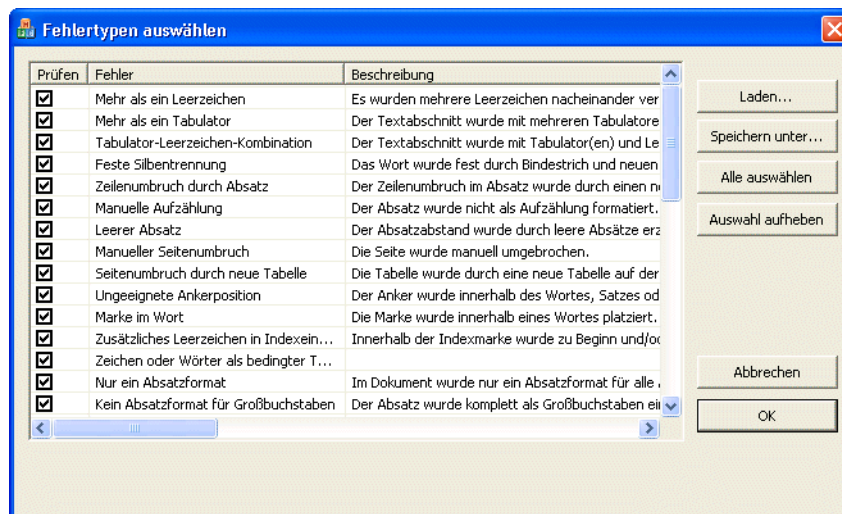 Fehlertypen auswählen
Prüfen Fehler Beschreibung
Mehr als ein Leerzeichen Es wurden mehrere Leerzeichen nacheinander ver
Mehr als ein Tabulator Der Textabschnitt wurde mit mehreren Tabulatore
Tabulator-Leerzeichen-Kombination Der Textabschnitt wurde mit Tabulator(en) und Le
Feste Silbentrennung Das Wort wurde fest durch Bindestrich und neuen
Zeilenumbruch durch Absatz Der Zeilenumbruch im Absatz wurde durch einen n
Manuelle Aufzählung Der Absatz wurde nicht als Aufzählung formatiert.
Leerer Absatz Der Absatzabstand wurde durch leere Absätze erz
Manueller Seitenumbruch Die Seite wurde manuell umgebrochen.
Seitenumbruch durch neue Tabelle Die Tabelle wurde durch eine neue Tabelle auf der
Ungeeignete Ankerposition Der Anker wurde innerhalb des Wortes, Satzes od
Marke im Wort Die Marke wurde innerhalb eines Wortes platziert.
Zusätzliches Leerzeichen in Indexein... Innerhalb der Indexmarke wurde zu Beginn und/o
Zeichen oder Wörter als bedingter T...
Nur ein Absatzformat Im Dokument wurde nur ein Absatzformat für alle
Kein Absatzformat für Großbuchstaben Der Absatz wurde komplett als Großbuchstaben ei
Laden...
Speichern unter...
Alle auswählen
Auswahl aufheben
Abbrechen
OK